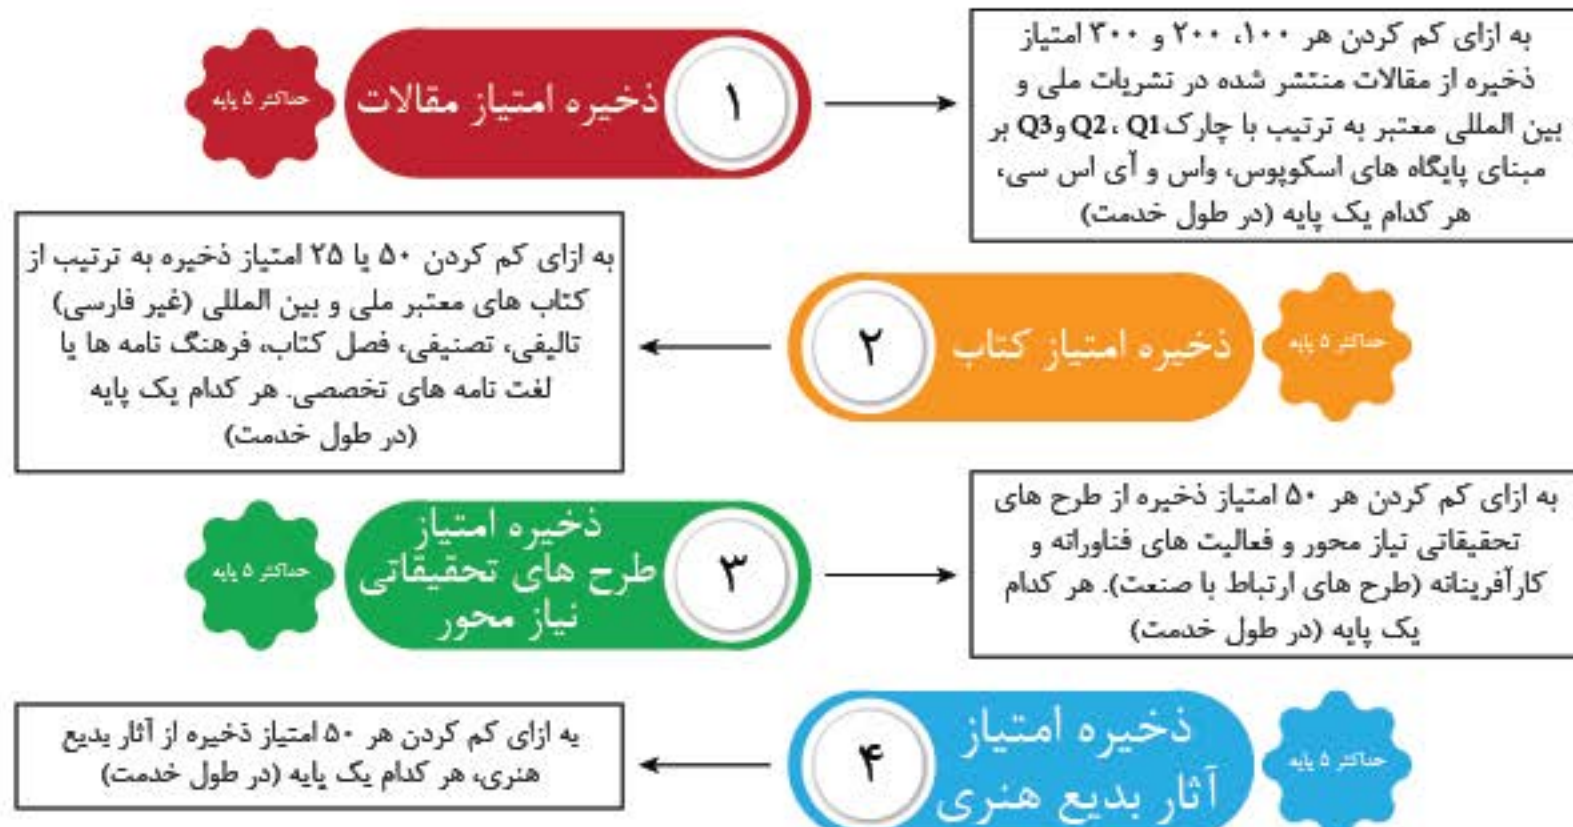 حداکثر ۵ پایه
ذخیره امتیاز مقالات
۱
به ازای کم کردن هر ۱۰۰، ۲۰۰ و ۳۰۰ امتیاز
ذخیره از مقالات منتشر شده در نشریات ملی و
بین المللی معتبر به ترتیب با چارک Q1 ،Q2 وQ3 بر
مبنای پایگاه های اسکوپوس، واس و آی اس سی،
هر کدام یک پایه (در طول خدمت)
حداکثر ۵ پایه
ذخیره امتیاز کتاب
۲
به ازای کم کردن ۵۰ یا ۲۵ امتیاز ذخیره به ترتیب از
کتاب های معتبر ملی و بین المللی (غیر فارسی)
تالیفی، تصنیفی، فصل کتاب، فرهنگ نامه ها یا
لغت نامه های تخصصی. هر کدام یک پایه
(در طول خدمت)
حداکثر ۵ پایه
ذخیره امتیاز
طرح های تحقیقاتی
نیاز محور
۳
به ازای کم کردن هر ۵۰ امتیاز ذخیره از طرح های
تحقیقاتی نیاز محور و فعالیت های فناورانه و
کارآفرینانه (طرح های ارتباط با صنعت). هر کدام
یک پایه (در طول خدمت)
حداکثر ۵ پایه
ذخیره امتیاز
آثار بدیع هنری
۴
به ازای کم کردن هر ۵۰ امتیاز ذخیره از آثار بدیع
هنری، هر کدام یک پایه (در طول خدمت)